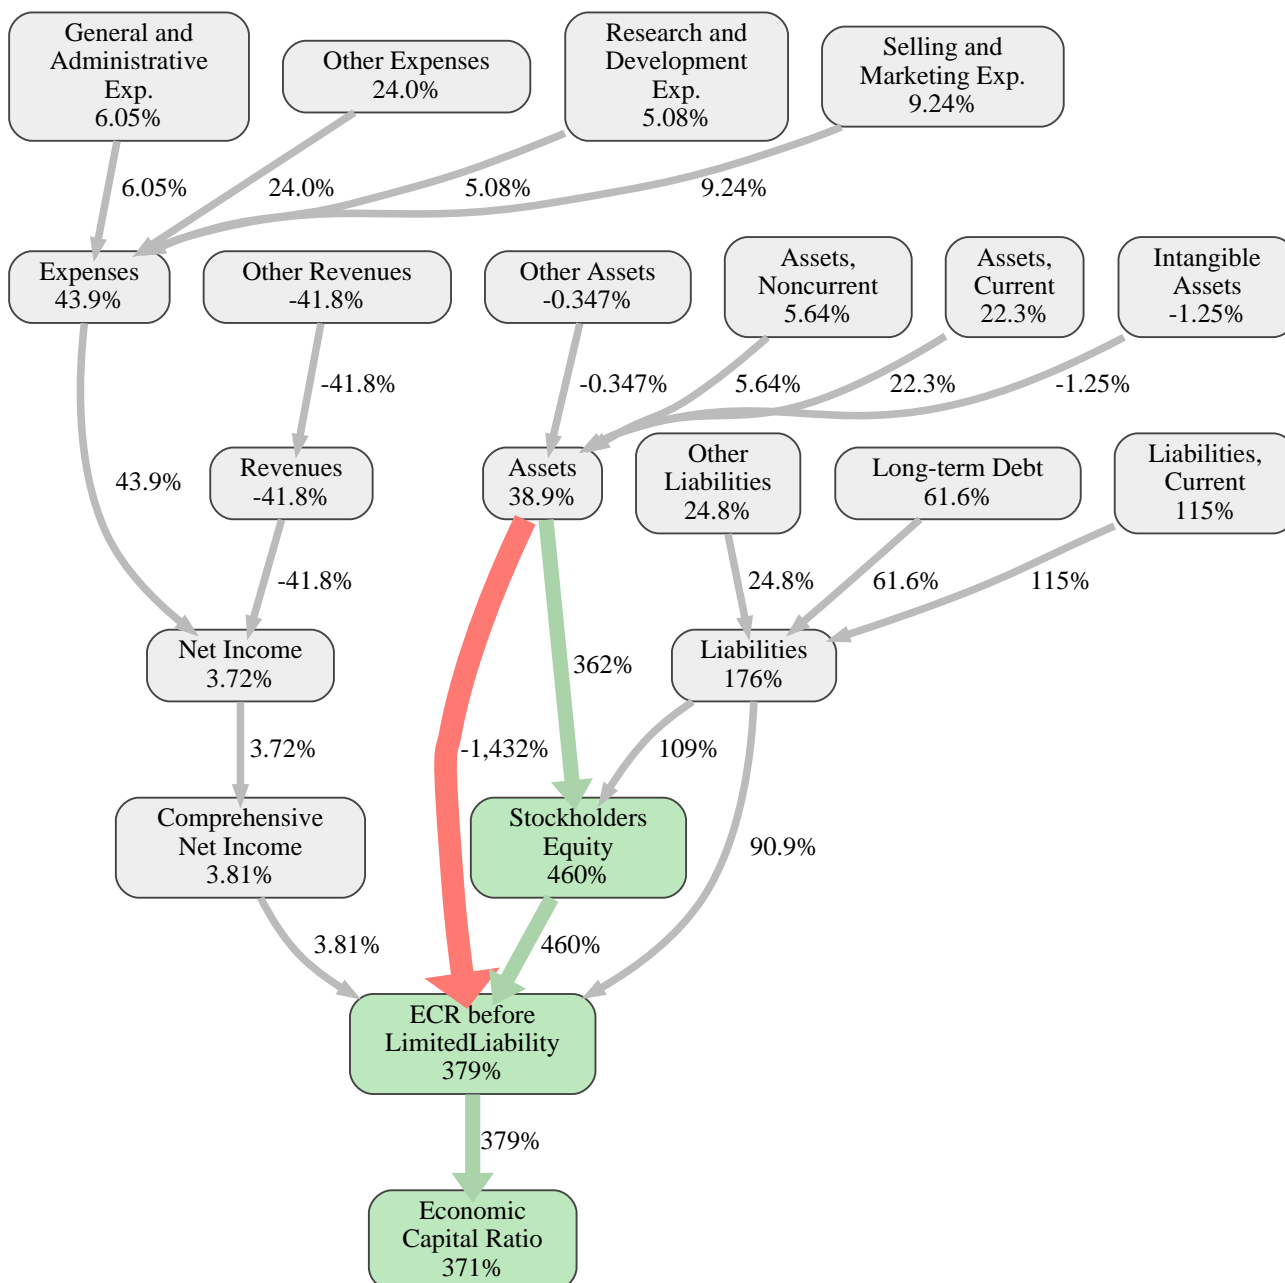 General and
Administrative
Exp.
6.05%
Other Expenses
24.0%
Research and
Development
Exp.
5.08%
Selling and
Marketing Exp.
9.24%
6.05%
24.0%
5.08%
9.24%
Expenses
43.9%
Other Revenues
-41.8%
Other Assets
-0.347%
Assets,
Noncurrent
5.64%
Assets,
Current
22.3%
Intangible
Assets
-1.25%
-41.8%
-0.347%
5.64%
22.3%
-1.25%
43.9%
Revenues
-41.8%
Assets
38.9%
Other
Liabilities
24.8%
Long-term Debt
61.6%
Liabilities,
Current
115%
-41.8%
24.8%
61.6%
115%
Net Income
3.72%
362%
Liabilities
176%
3.72%
-1,432%
109%
Comprehensive
Net Income
3.81%
Stockholders
Equity
460%
90.9%
3.81%
460%
ECR before
LimitedLiability
379%
379%
Economic
Capital Ratio
371%